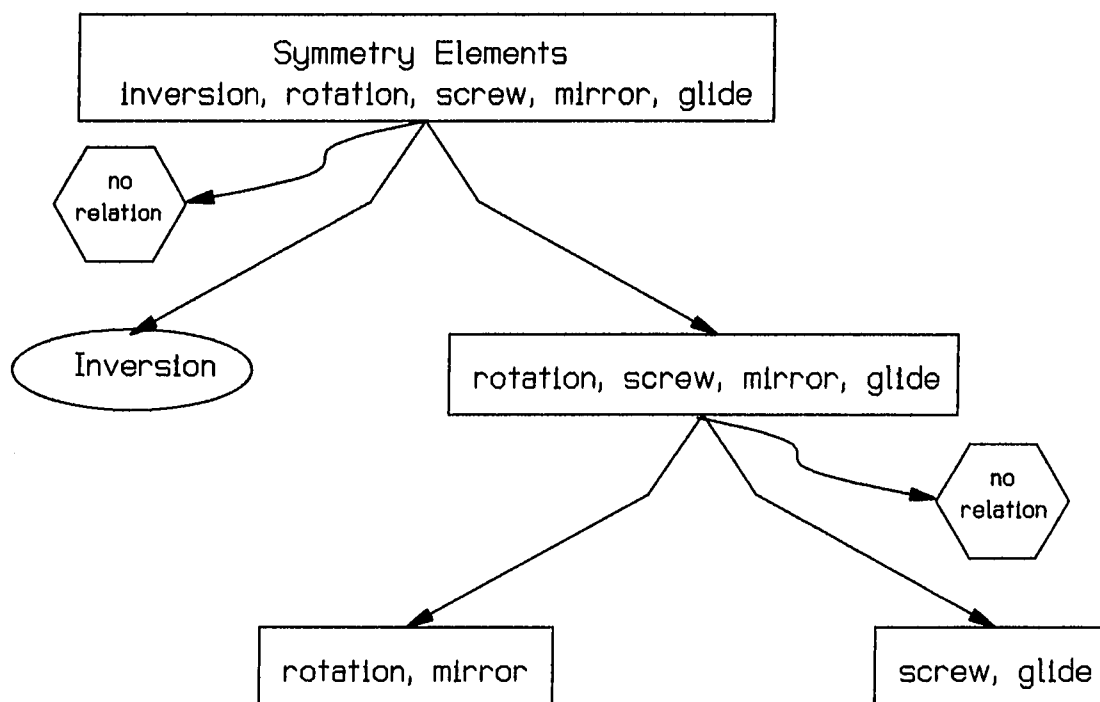 Symmetry Elements
inversion, rotation, screw, mirror, glide
no
relation
Inversion
rotation, screw, mirror, glide
no
relation
rotation, mirror
screw, glide